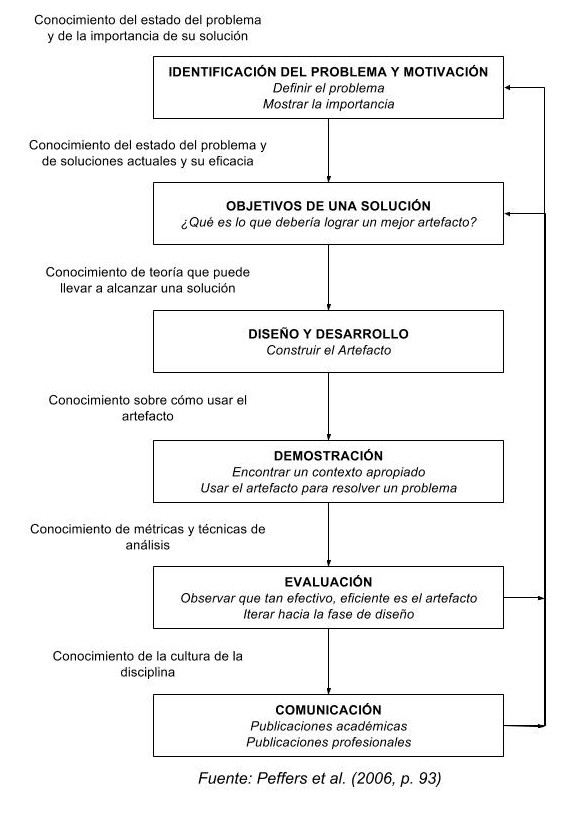 Conocimiento del estado del problema
y de la importancia de su solución
IDENTIFICACIÓN DEL PROBLEMA Y MOTIVACIÓN
Definir el problema
Mostrar la importancia
Conocimiento del estado del problema y
de soluciones actuales y su eficacia
OBJETIVOS DE UNA SOLUCIÓN
¿Qué es lo que debería lograr un mejor artefacto?
Conocimiento de teoría que puede
llevar a alcanzar una solución
DISEÑO Y DESARROLLO
Construir el Artefacto
Conocimiento sobre cómo usar el
artefacto
DEMOSTRACIÓN
Encontrar un contexto apropiado
Usar el artefacto para resolver un problema
Conocimiento de métricas y técnicas de
análisis
EVALUACIÓN
Observar que tan efectivo, eficiente es el artefacto
Iterar hacia la fase de diseño
Conocimiento de la cultura de la
disciplina
COMUNICACIÓN
Publicaciones académicas
Publicaciones profesionales
Fuente: Peffers et al. (2006, p. 93)